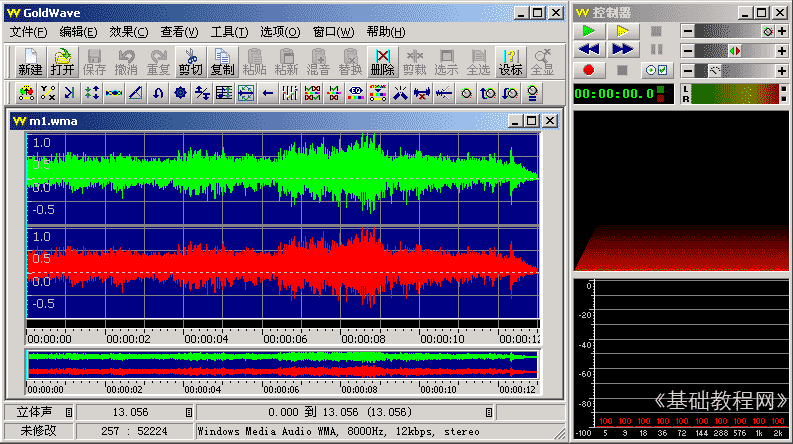 GoldWave
文件(F) 编辑(E) 效果(C) 查看(V) 工具(T) 选项(O) 窗口(W) 帮助(H)
新建 打开 保存 撤消 重复 剪切 复制 粘贴 粘新 混音 替换 删除 剪裁 选示 全选 设标 全显
m1.wma
1.0
0.5
0.0
-0.5
1.0
0.5
0.0
-0.5
00:00:00 00:00:02 00:00:04 00:00:06 00:00:08 00:00:10 00:00:12
00:00:00 00:00:02 00:00:04 00:00:06 00:00:08 00:00:10 00:00:12
立体声 13.056 0.000 到 13.056 (13.056)
未修改 257 : 52224 Windows Media Audio WMA, 8000Hz, 12kbps, stereo
控制器
00:00:00.0
L
R
0
-20
-40
-60
-80
-100
100 100 100 100 100 100 100 100 100 100
5 9 18 36 72 144 288 576 1k 2k
《基础教程网》